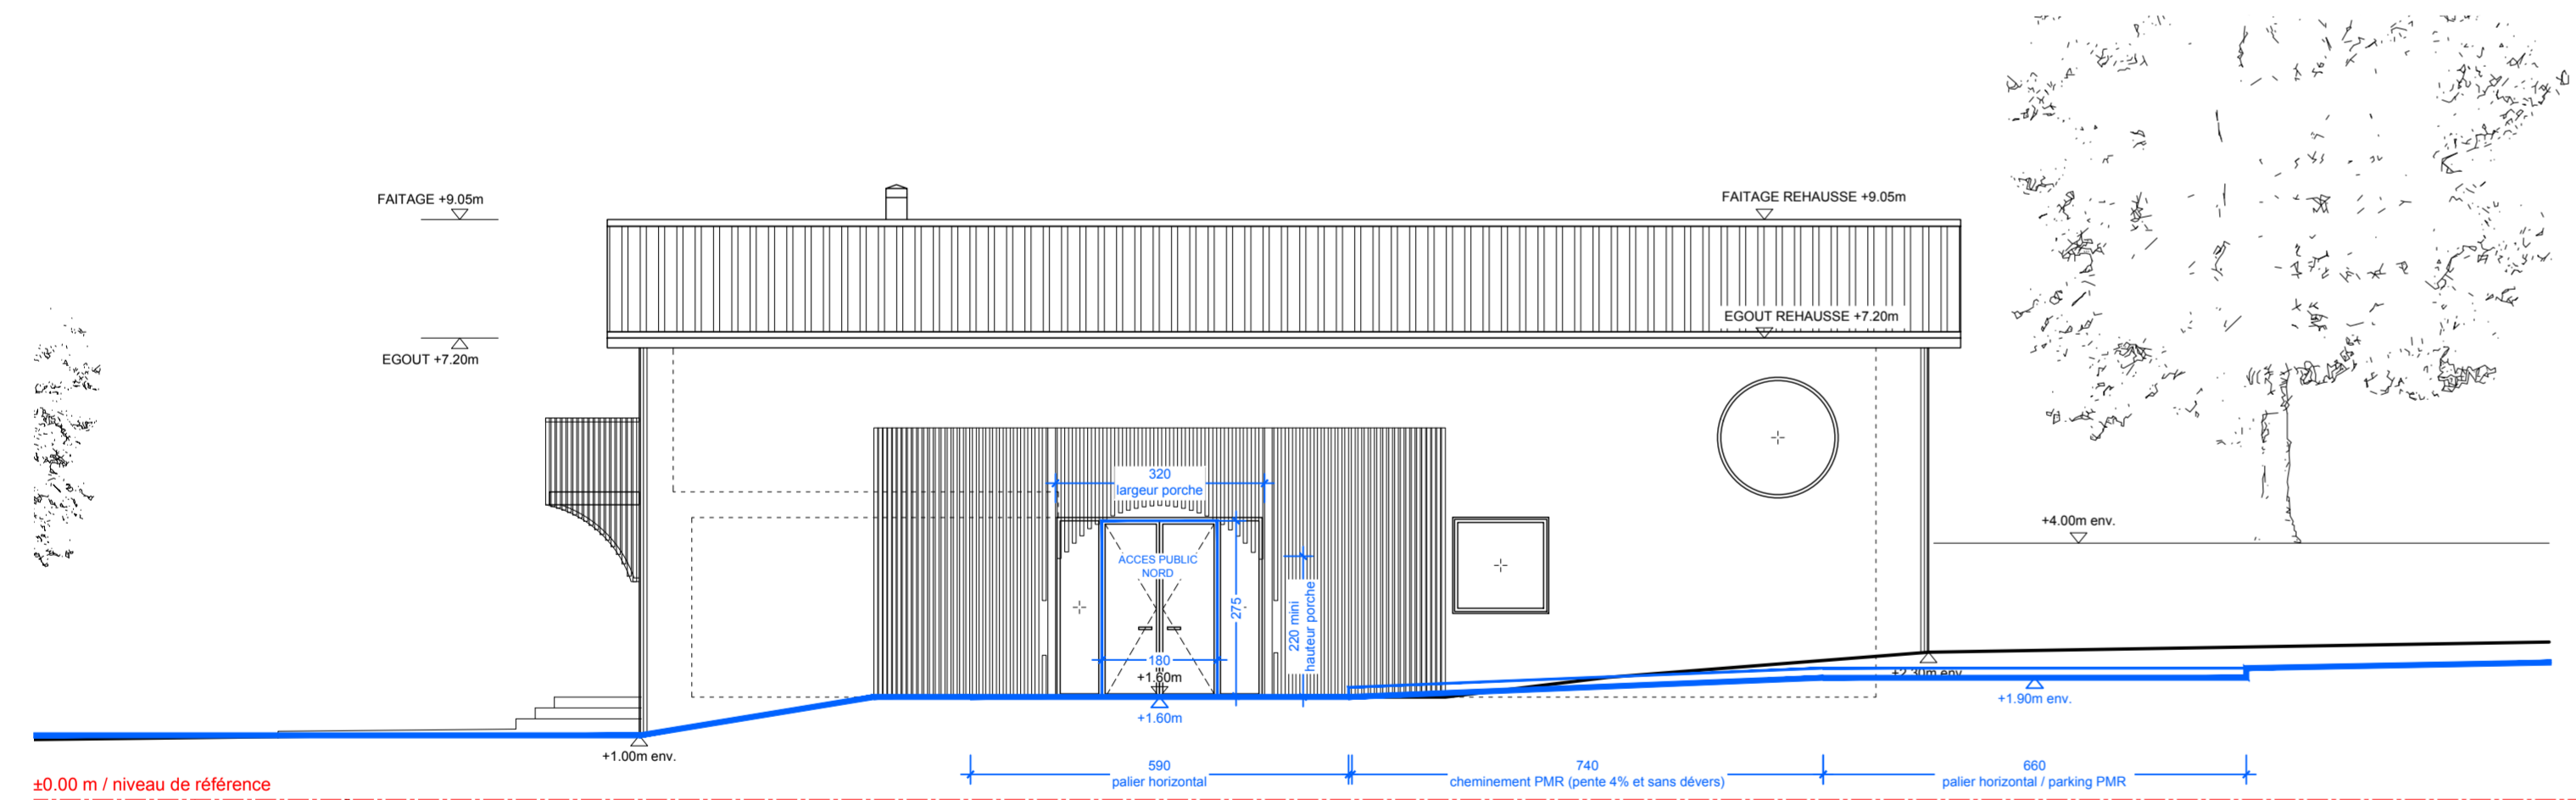 FAITAGE +9.05m
FAITAGE REHAUSSE +9.05m
EGOUT REHAUSSE +7.20m
EGOUT +7.20m
320
largeur porche
+4.00m env.
ACCES PUBLIC
NORD
275
220 mini
hauteur porche
180
+1.60m
+2.30m env.
+1.90m env.
+1.60m
+1.00m env.
590
palier horizontal
740
cheminement PMR (pente 4% et sans dévers)
660
palier horizontal / parking PMR
±0.00 m / niveau de référence